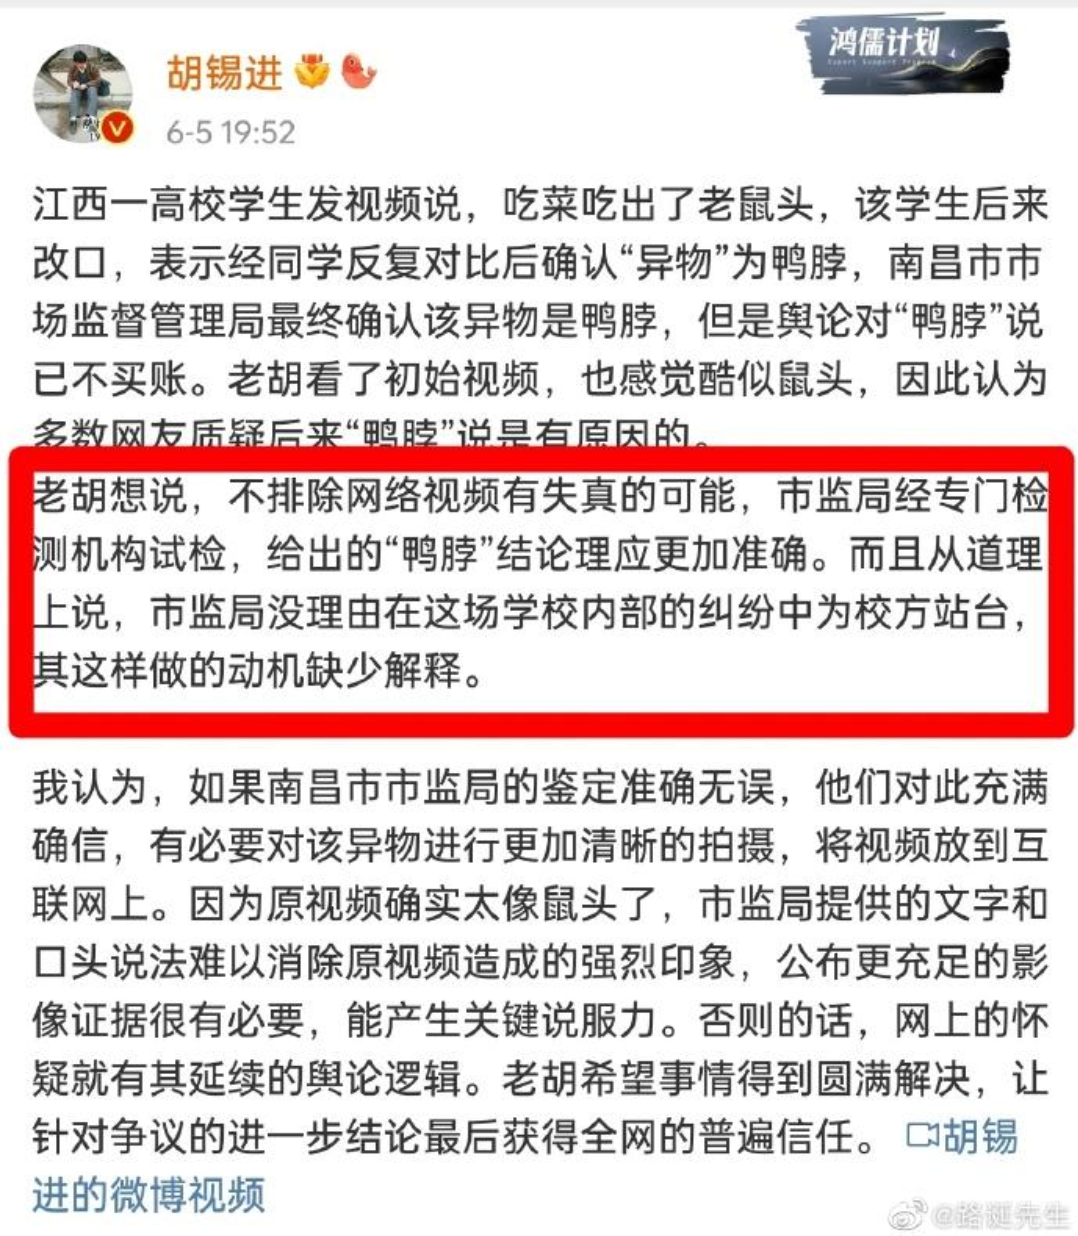 胡锡进
6-5 19:52
鸿儒计划
Expert Support Program
江西一高校学生发视频说，吃菜吃出了老鼠头，该学生后来
改口，表示经同学反复对比后确认“异物”为鸭脖，南昌市市
场监督管理局最终确认该异物是鸭脖，但是舆论对“鸭脖”说
已不买账。老胡看了初始视频，也感觉酷似鼠头，因此认为
多数网友质疑后来“鸭脖”说是有原因的。
老胡想说，不排除网络视频有失真的可能，市监局经专门检
测机构试检，给出的“鸭脖”结论理应更加准确。而且从道理
上说，市监局没理由在这场学校内部的纠纷中为校方站台，
其这样做的动机缺少解释。
我认为，如果南昌市市监局的鉴定准确无误，他们对此充满
确信，有必要对该异物进行更加清晰的拍摄，将视频放到互
联网上。因为原视频确实太像鼠头了，市监局提供的文字和
口头说法难以消除原视频造成的强烈印象，公布更充足的影
像证据很有必要，能产生关键说服力。否则的话，网上的怀
疑就有其延续的舆论逻辑。老胡希望事情得到圆满解决，让
针对争议的进一步结论最后获得全网的普遍信任。 胡锡
进的微博视频
@路诞先生